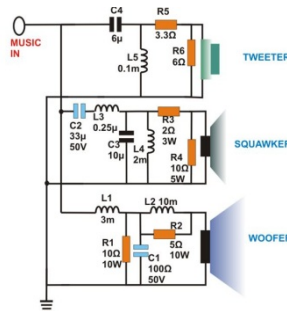 C4
6μ
R5
3.3Ω
MUSIC
IN
L5
0.1m
R6
6Ω
TWEETER
C2
33μ
50V
L3
0.25μ
C3
10μ
L4
2m
R3
2Ω
3W
R4
10Ω
5W
SQUAWKER
L1
3m
L2 10m
R1
10Ω
10W
C1
100Ω
50V
R2
5Ω
10W
WOOFER